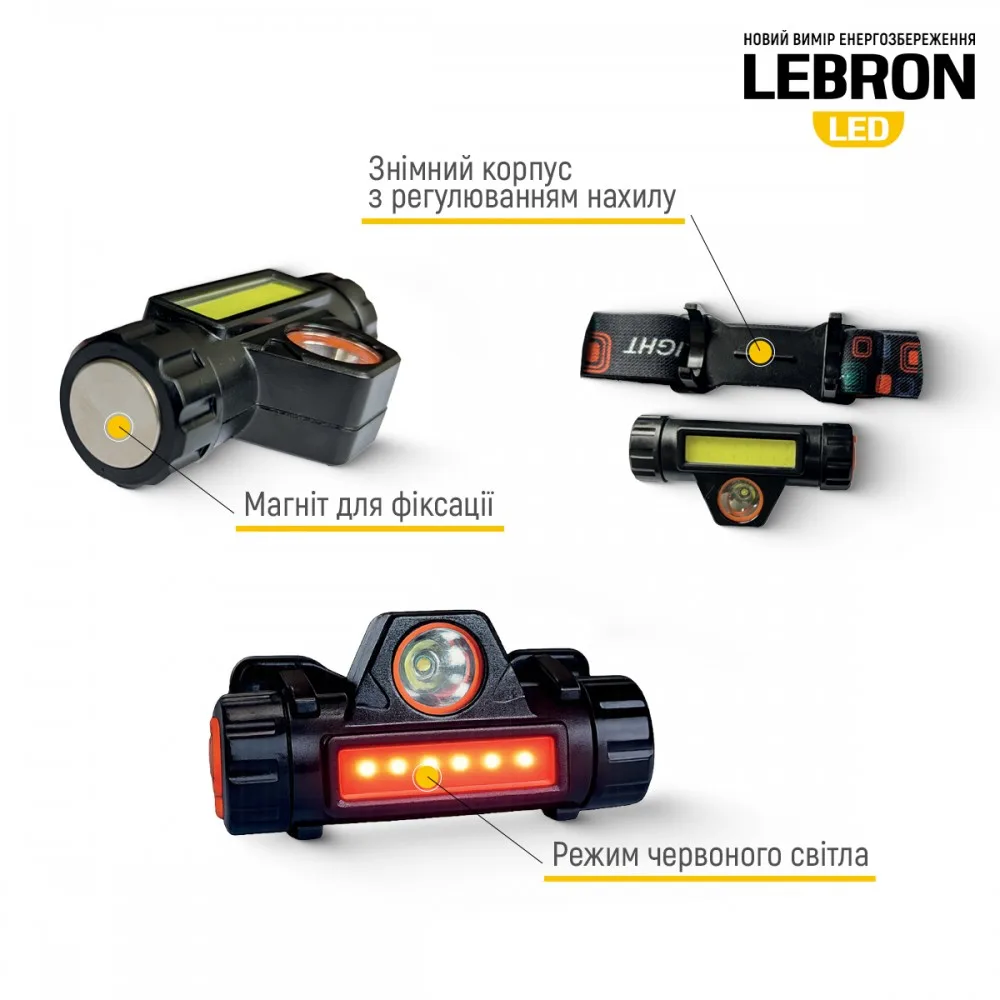 НОВИЙ ВИМІР ЕНЕРГОЗБЕРЕЖЕННЯ
LEBRON
LED
Знімний корпус
з регулюванням нахилу
IGHT
Магніт для фіксації
Режим червоного світла